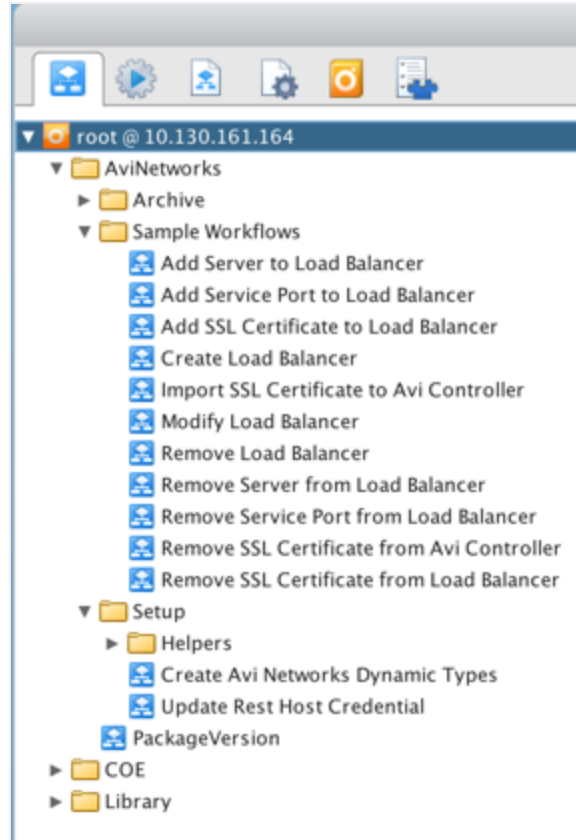 root @ 10.130.161.164
AviNetworks
Archive
Sample Workflows
Add Server to Load Balancer
Add Service Port to Load Balancer
Add SSL Certificate to Load Balancer
Create Load Balancer
Import SSL Certificate to Avi Controller
Modify Load Balancer
Remove Load Balancer
Remove Server from Load Balancer
Remove Service Port from Load Balancer
Remove SSL Certificate from Avi Controller
Remove SSL Certificate from Load Balancer
Setup
Helpers
Create Avi Networks Dynamic Types
Update Rest Host Credential
PackageVersion
COE
Library